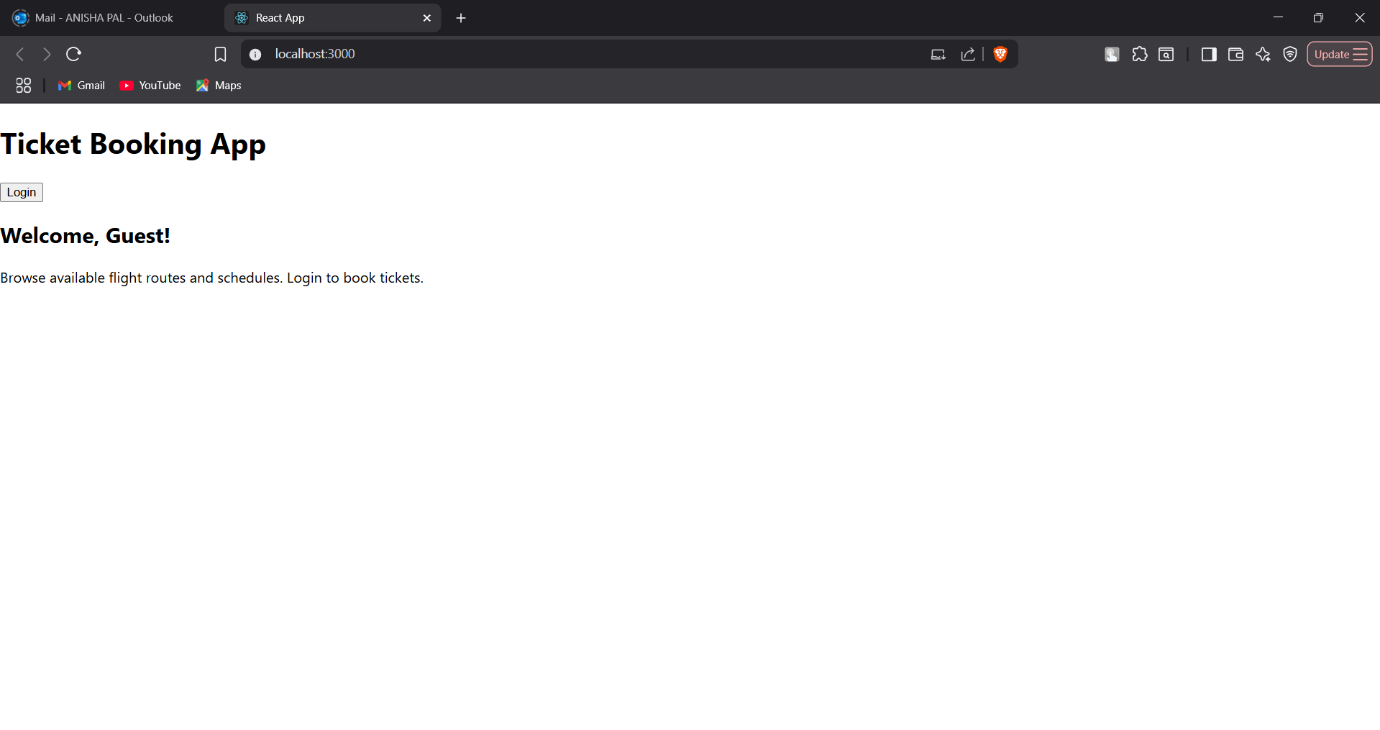 Mail - ANISHA PAL - Outlook
React App
localhost:3000
Update
Gmail
YouTube
Maps
Ticket Booking App
Login
Welcome, Guest!
Browse available flight routes and schedules. Login to book tickets.